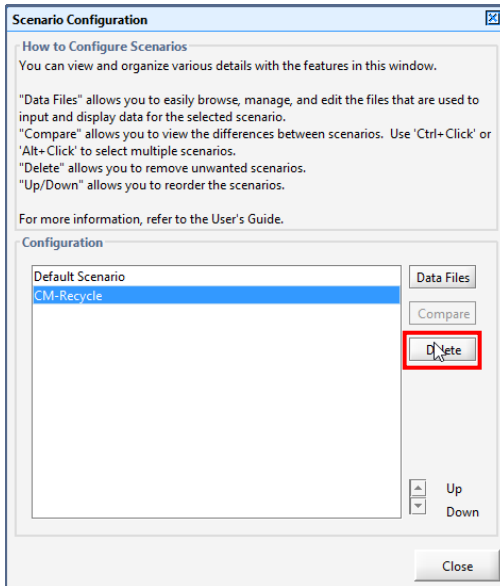 Scenario Configuration
How to Configure Scenarios
You can view and organize various details with the features in this window.
"Data Files" allows you to easily browse, manage, and edit the files that are used to
input and display data for the selected scenario.
"Compare" allows you to view the differences between scenarios.  Use 'Ctrl+Click' or
'Alt+Click' to select multiple scenarios.
"Delete" allows you to remove unwanted scenarios.
"Up/Down" allows you to reorder the scenarios.
For more information, refer to the User's Guide.
Configuration
Default Scenario
CM-Recycle
Data Files
Compare
Delete
Up
Down
Close